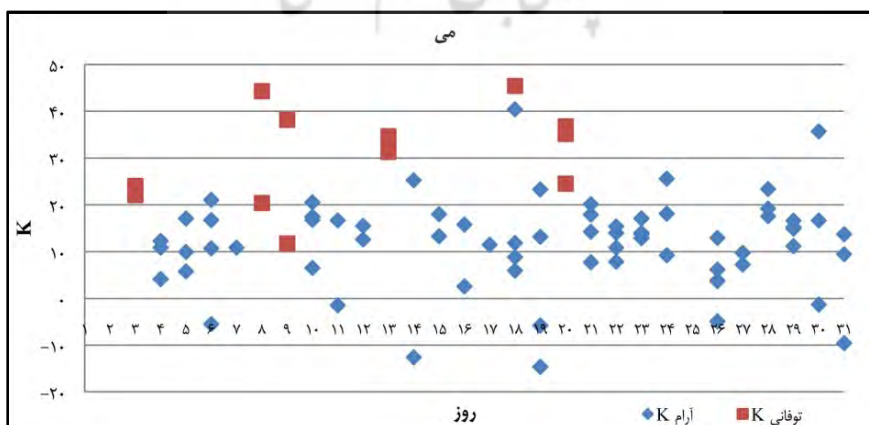 می
۵۰
۴۰
۳۰
۲۰
۱۰
۰
-۱۰
-۲۰
K
۱ ۲ ۳ ۴ ۵ ۶ ۷ ۸ ۹ ۱۰ ۱۱ ۱۲ ۱۳ ۱۴ ۱۵ ۱۶ ۱۷ ۱۸ ۱۹ ۲۰ ۲۱ ۲۲ ۲۳ ۲۴ ۲۵ ۲۶ ۲۷ ۲۸ ۲۹ ۳۰ ۳۱
روز
آرام K
توفانی K